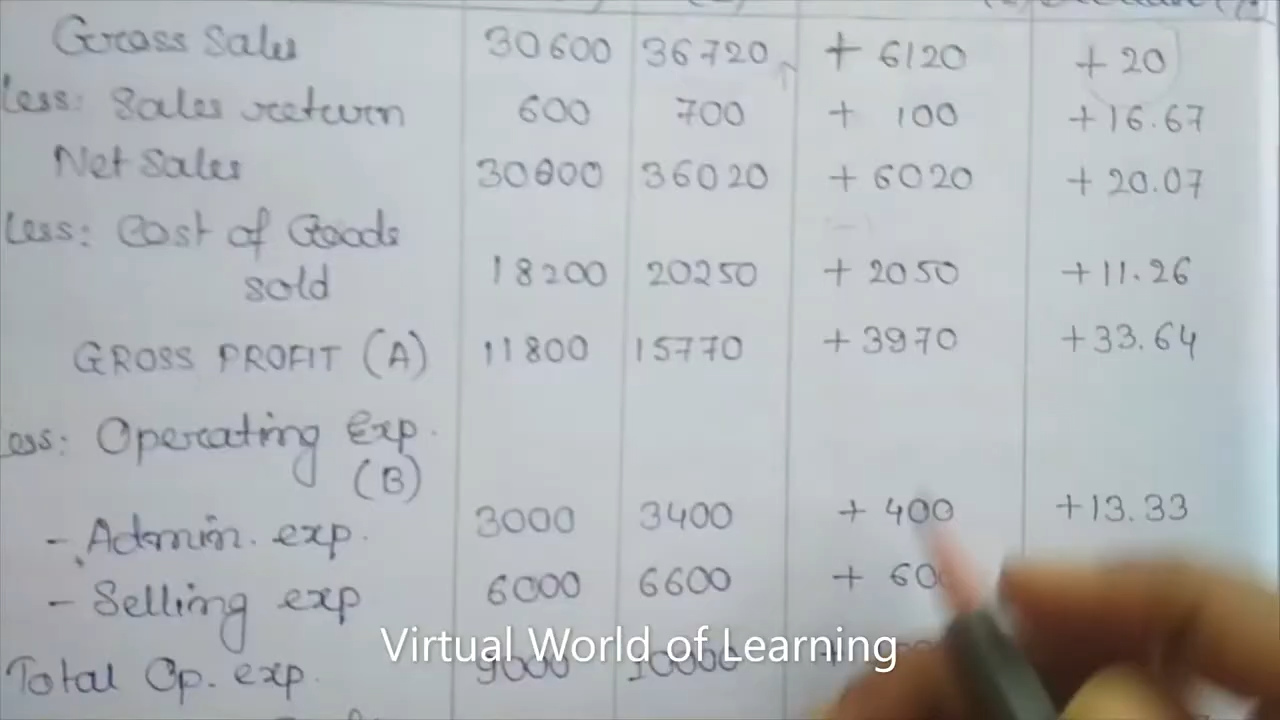 Gross Sales 30600 36720 + 6120 + 20
Less: Sales return 600 700 + 100 + 16.67
Net Sales 30000 36020 + 6020 + 20.07
Less: Cost of Goods
sold 18200 20250 + 2050 + 11.26
GROSS PROFIT (A) 11800 15770 + 3970 + 33.64
ess: Operating Exp.
(B)
- Admin. exp. 3000 3400 + 400 + 13.33
- Selling exp 6000 6600 + 60
Virtual World of Learning
Total Op. exp. 9000 10000